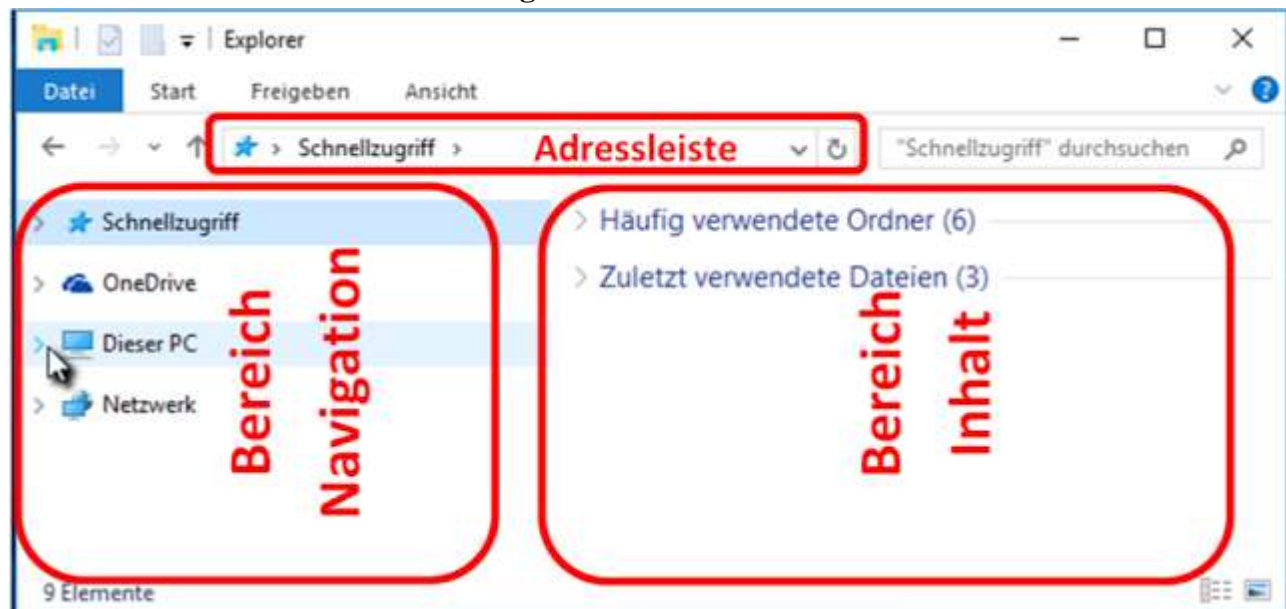 Explorer
Datei Start Freigeben Ansicht
Schnellzugriff Adressleiste "Schnellzugriff" durchsuchen
Schnellzugriff
OneDrive
Dieser PC
Netzwerk
Bereich
Navigation
Häufig verwendete Ordner (6)
Zuletzt verwendete Dateien (3)
Bereich
Inhalt
9 Elemente